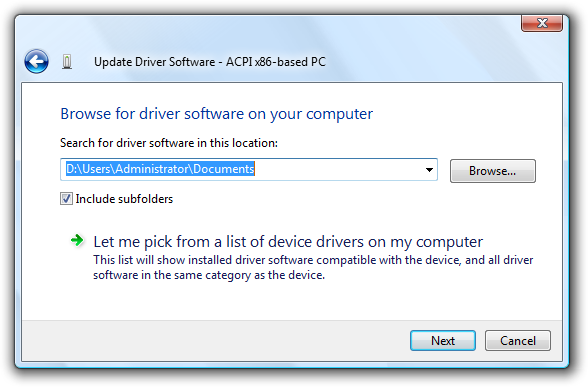 Update Driver Software - ACPI x86-based PC
Browse for driver software on your computer
Search for driver software in this location:
D:\Users\Administrator\Documents
Browse...
Include subfolders
Let me pick from a list of device drivers on my computer
This list will show installed driver software compatible with the device, and all driver
software in the same category as the device.
Next
Cancel